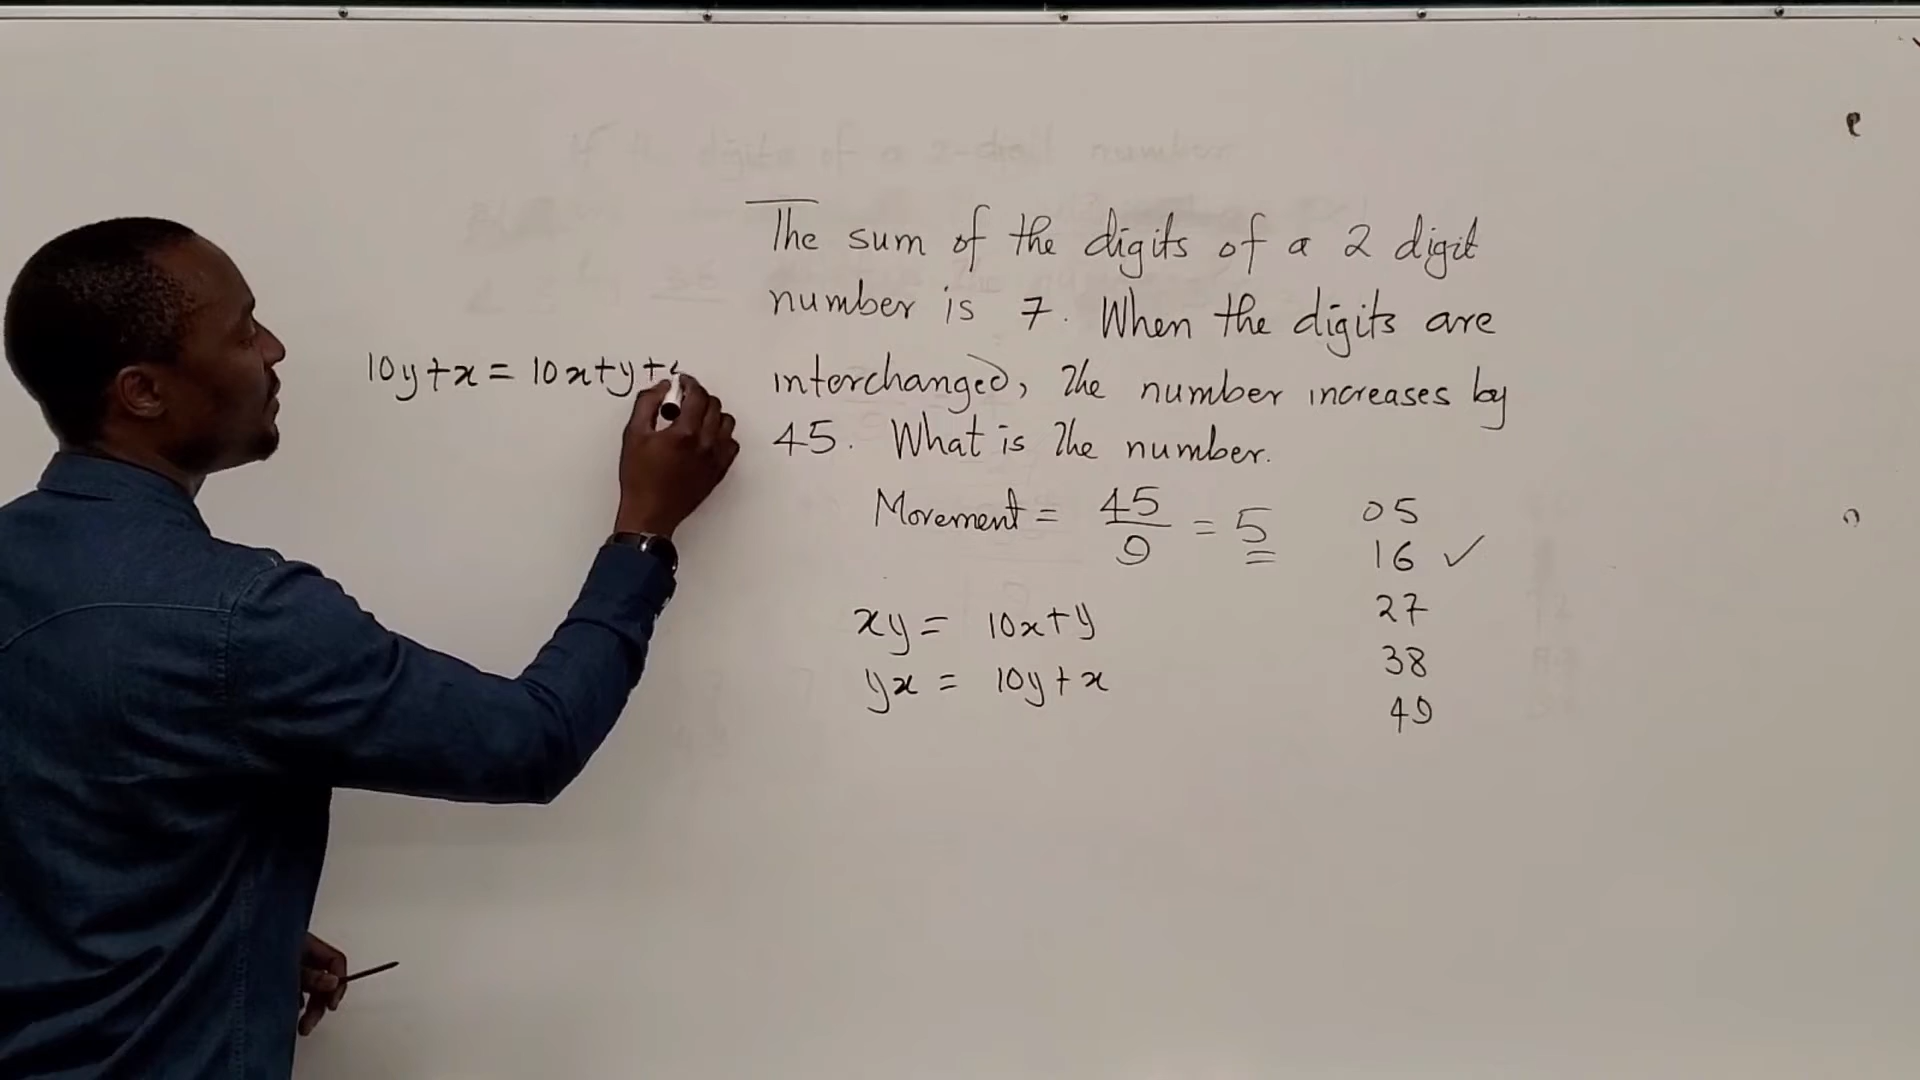 The sum of the digits of a 2 digit
number is 7. When the digits are
interchanged, the number increases by
45. What is the number.
10y+x = 10x+y+
Movement = 45/9 = 5
xy = 10x+y
yx = 10y+x
05
16 ✓
27
38
49